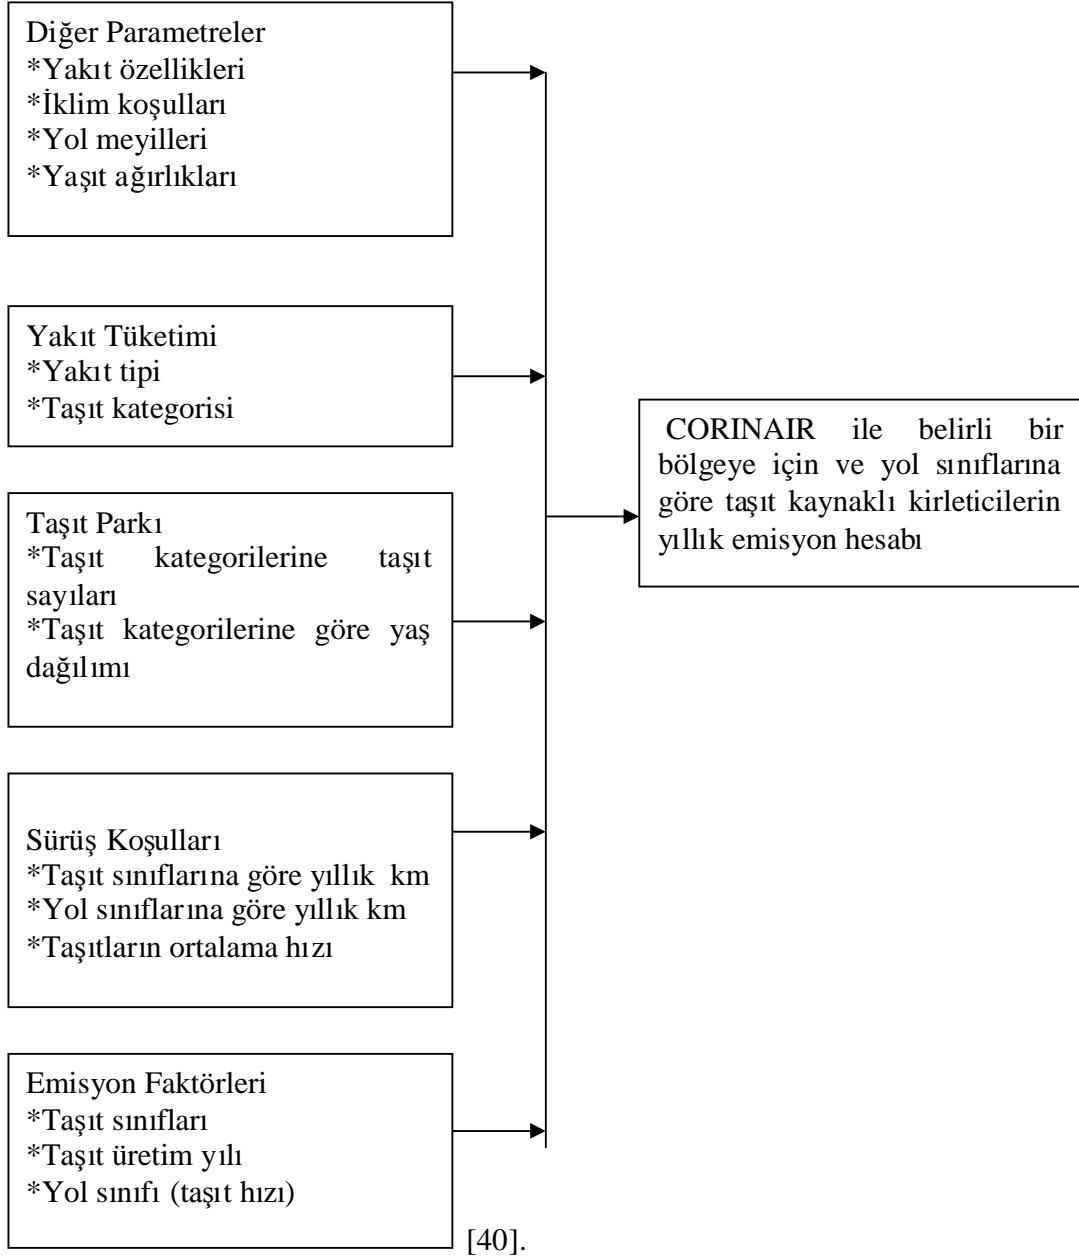 Diğer Parametreler
*Yakıt özellikleri
*İklim koşulları
*Yol meyilleri
*Yaşıt ağırlıkları
Yakıt Tüketimi
*Yakıt tipi
*Taşıt kategorisi
Taşıt Parkı
*Taşıt kategorilerine taşıt
sayıları
*Taşıt kategorilerine göre yaş
dağılımı
Sürüş Koşulları
*Taşıt sınıflarına göre yıllık km
*Yol sınıflarına göre yıllık km
*Taşıtların ortalama hızı
Emisyon Faktörleri
*Taşıt sınıfları
*Taşıt üretim yılı
*Yol sınıfı (taşıt hızı)
CORINAIR ile belirli bir
bölgeye için ve yol sınıflarına
göre taşıt kaynaklı kirleticilerin
yıllık emisyon hesabı
[40].